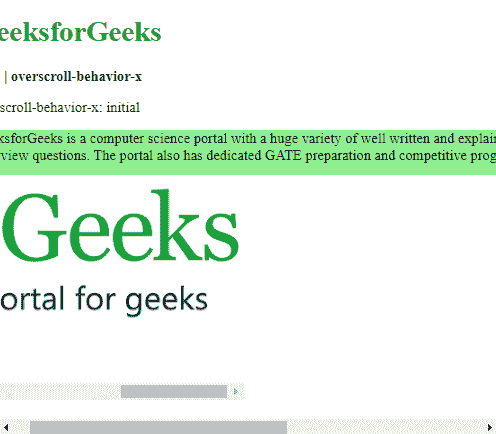 eeksforGeeks
| overscroll-behavior-x
scroll-behavior-x: initial
ksforGeeks is a computer science portal with a huge variety of well written and explain
view questions. The portal also has dedicated GATE preparation and competitive prog
Geeks
ortal for geeks